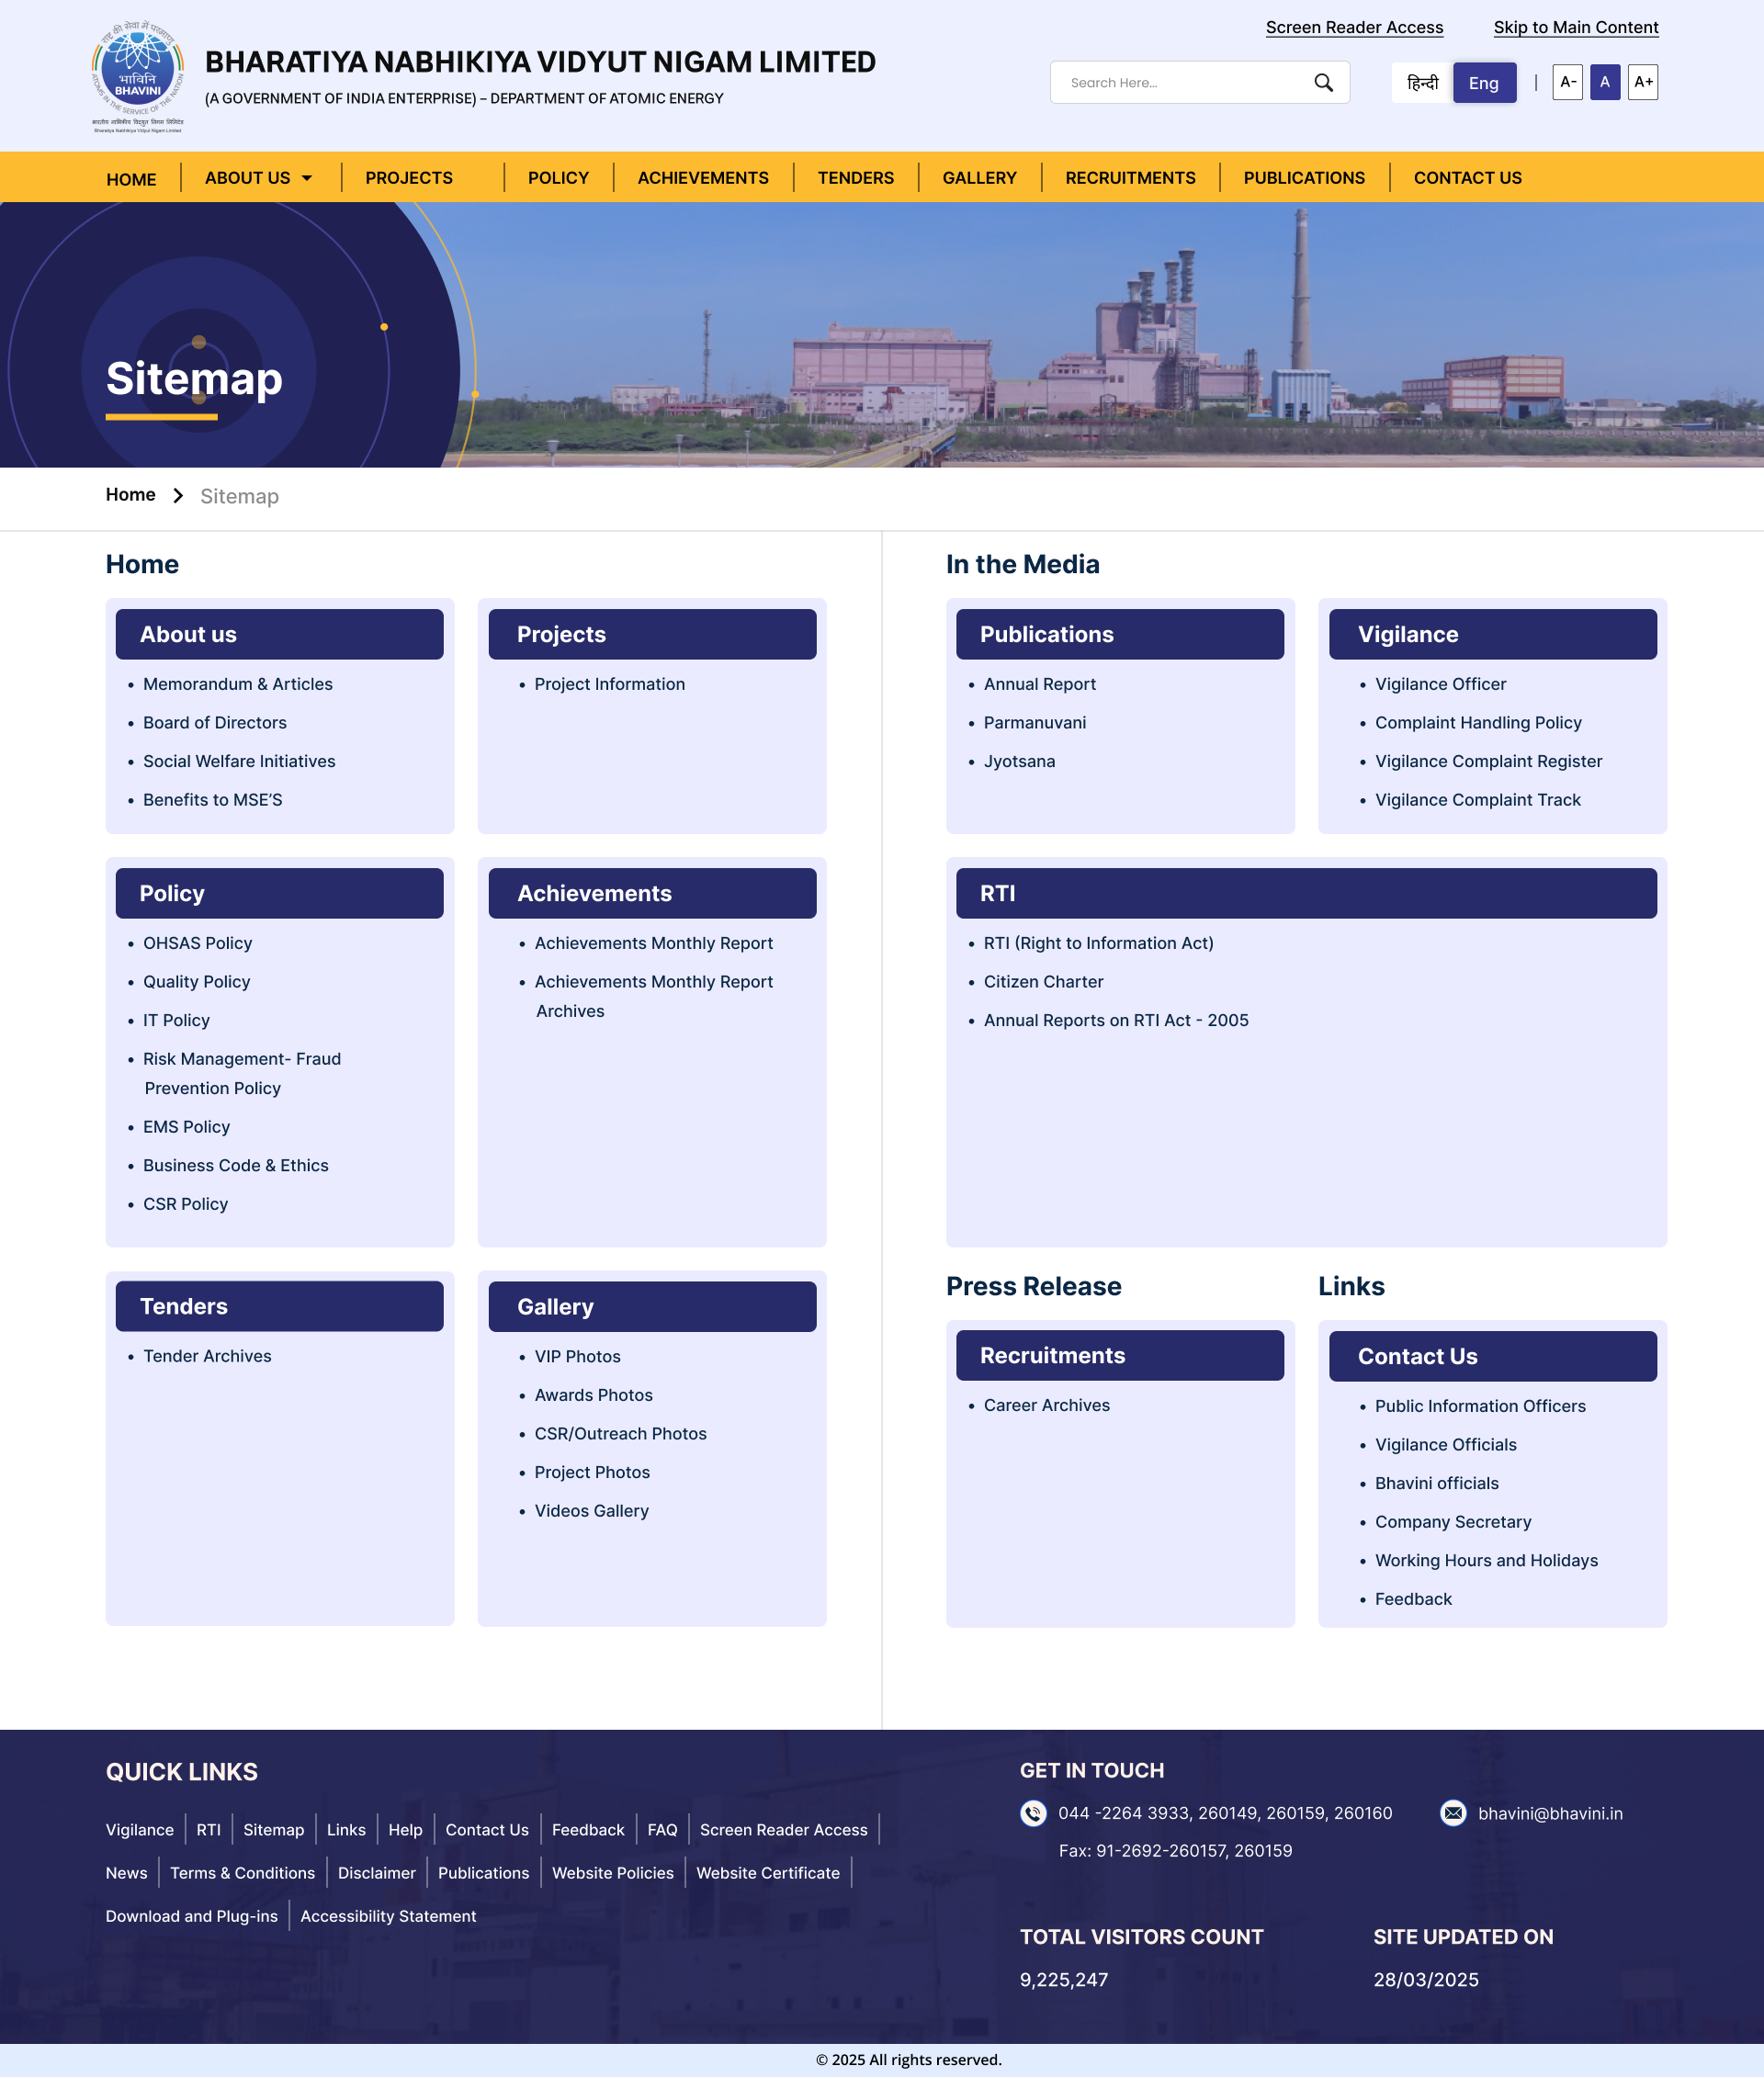 Screen Reader Access
Skip to Main Content
राष्ट्र की सेवा में परमाणु
भाविनि
BHAVINI
ATOMS IN THE SERVICE OF THE NATION
भारतीय नाभिकीय विद्युत निगम लिमिटेड
Bharatiya Nabhikiya Vidyut Nigam Limited
BHARATIYA NABHIKIYA VIDYUT NIGAM LIMITED
(A GOVERNMENT OF INDIA ENTERPRISE) – DEPARTMENT OF ATOMIC ENERGY
Search Here...
हिन्दी
Eng
A-
A
A+
HOME
ABOUT US
PROJECTS
POLICY
ACHIEVEMENTS
TENDERS
GALLERY
RECRUITMENTS
PUBLICATIONS
CONTACT US
Sitemap
Home
Sitemap
Home
About us
• Memorandum & Articles
• Board of Directors
• Social Welfare Initiatives
• Benefits to MSE’S
Projects
• Project Information
Policy
• OHSAS Policy
• Quality Policy
• IT Policy
• Risk Management- Fraud
Prevention Policy
• EMS Policy
• Business Code & Ethics
• CSR Policy
Achievements
• Achievements Monthly Report
• Achievements Monthly Report
Archives
Tenders
• Tender Archives
Gallery
• VIP Photos
• Awards Photos
• CSR/Outreach Photos
• Project Photos
• Videos Gallery
In the Media
Publications
• Annual Report
• Parmanuvani
• Jyotsana
Vigilance
• Vigilance Officer
• Complaint Handling Policy
• Vigilance Complaint Register
• Vigilance Complaint Track
RTI
• RTI (Right to Information Act)
• Citizen Charter
• Annual Reports on RTI Act - 2005
Press Release
Recruitments
• Career Archives
Links
Contact Us
• Public Information Officers
• Vigilance Officials
• Bhavini officials
• Company Secretary
• Working Hours and Holidays
• Feedback
QUICK LINKS
Vigilance | RTI | Sitemap | Links | Help | Contact Us | Feedback | FAQ | Screen Reader Access |
News | Terms & Conditions | Disclaimer | Publications | Website Policies | Website Certificate |
Download and Plug-ins | Accessibility Statement
GET IN TOUCH
044 -2264 3933, 260149, 260159, 260160
bhavini@bhavini.in
Fax: 91-2692-260157, 260159
TOTAL VISITORS COUNT
9,225,247
SITE UPDATED ON
28/03/2025
© 2025 All rights reserved.